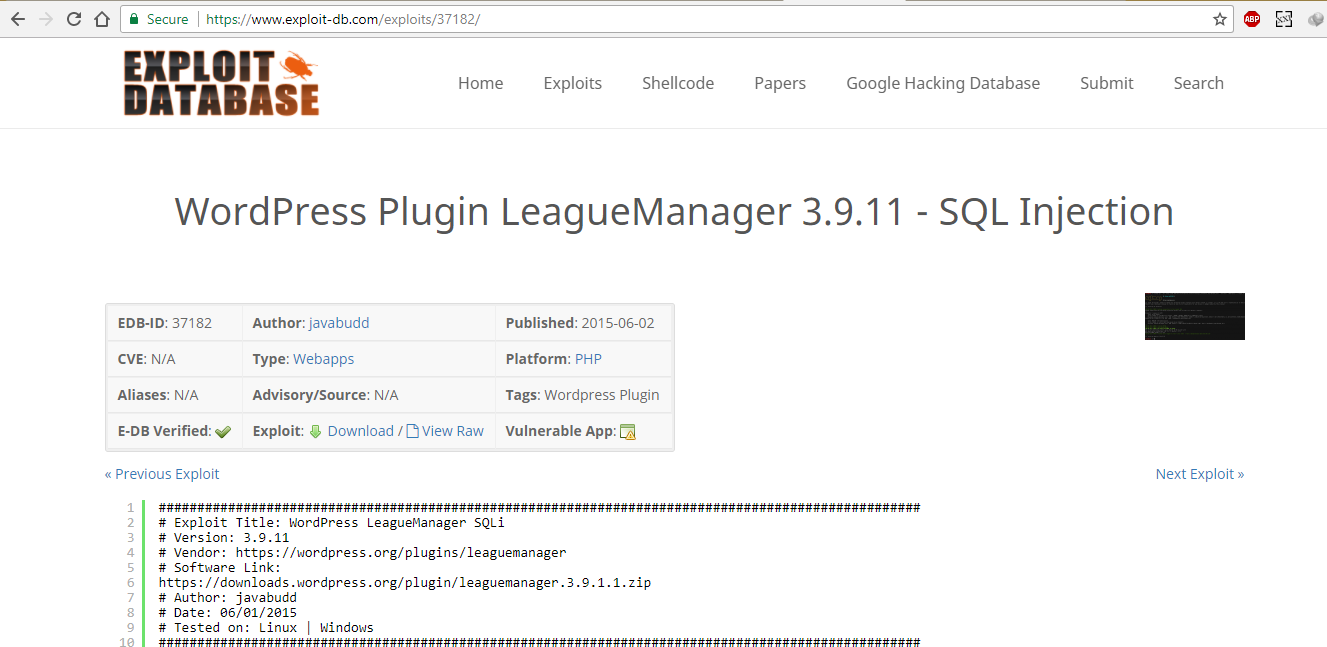 Secure https://www.exploit-db.com/exploits/37182/
ABP
EXPLOIT
DATABASE
Home Exploits Shellcode Papers Google Hacking Database Submit Search
WordPress Plugin LeagueManager 3.9.11 - SQL Injection
EDB-ID: 37182 Author: javabudd Published: 2015-06-02
CVE: N/A Type: Webapps Platform: PHP
Aliases: N/A Advisory/Source: N/A Tags: Wordpress Plugin
E-DB Verified: Exploit: Download / View Raw Vulnerable App:
« Previous Exploit Next Exploit »
1 ###################################################################################################
2 # Exploit Title: WordPress LeagueManager SQLi
3 # Version: 3.9.11
4 # Vendor: https://wordpress.org/plugins/leaguemanager
5 # Software Link:
6 https://downloads.wordpress.org/plugin/leaguemanager.3.9.1.1.zip
7 # Author: javabudd
8 # Date: 06/01/2015
9 # Tested on: Linux | Windows
10 ###################################################################################################